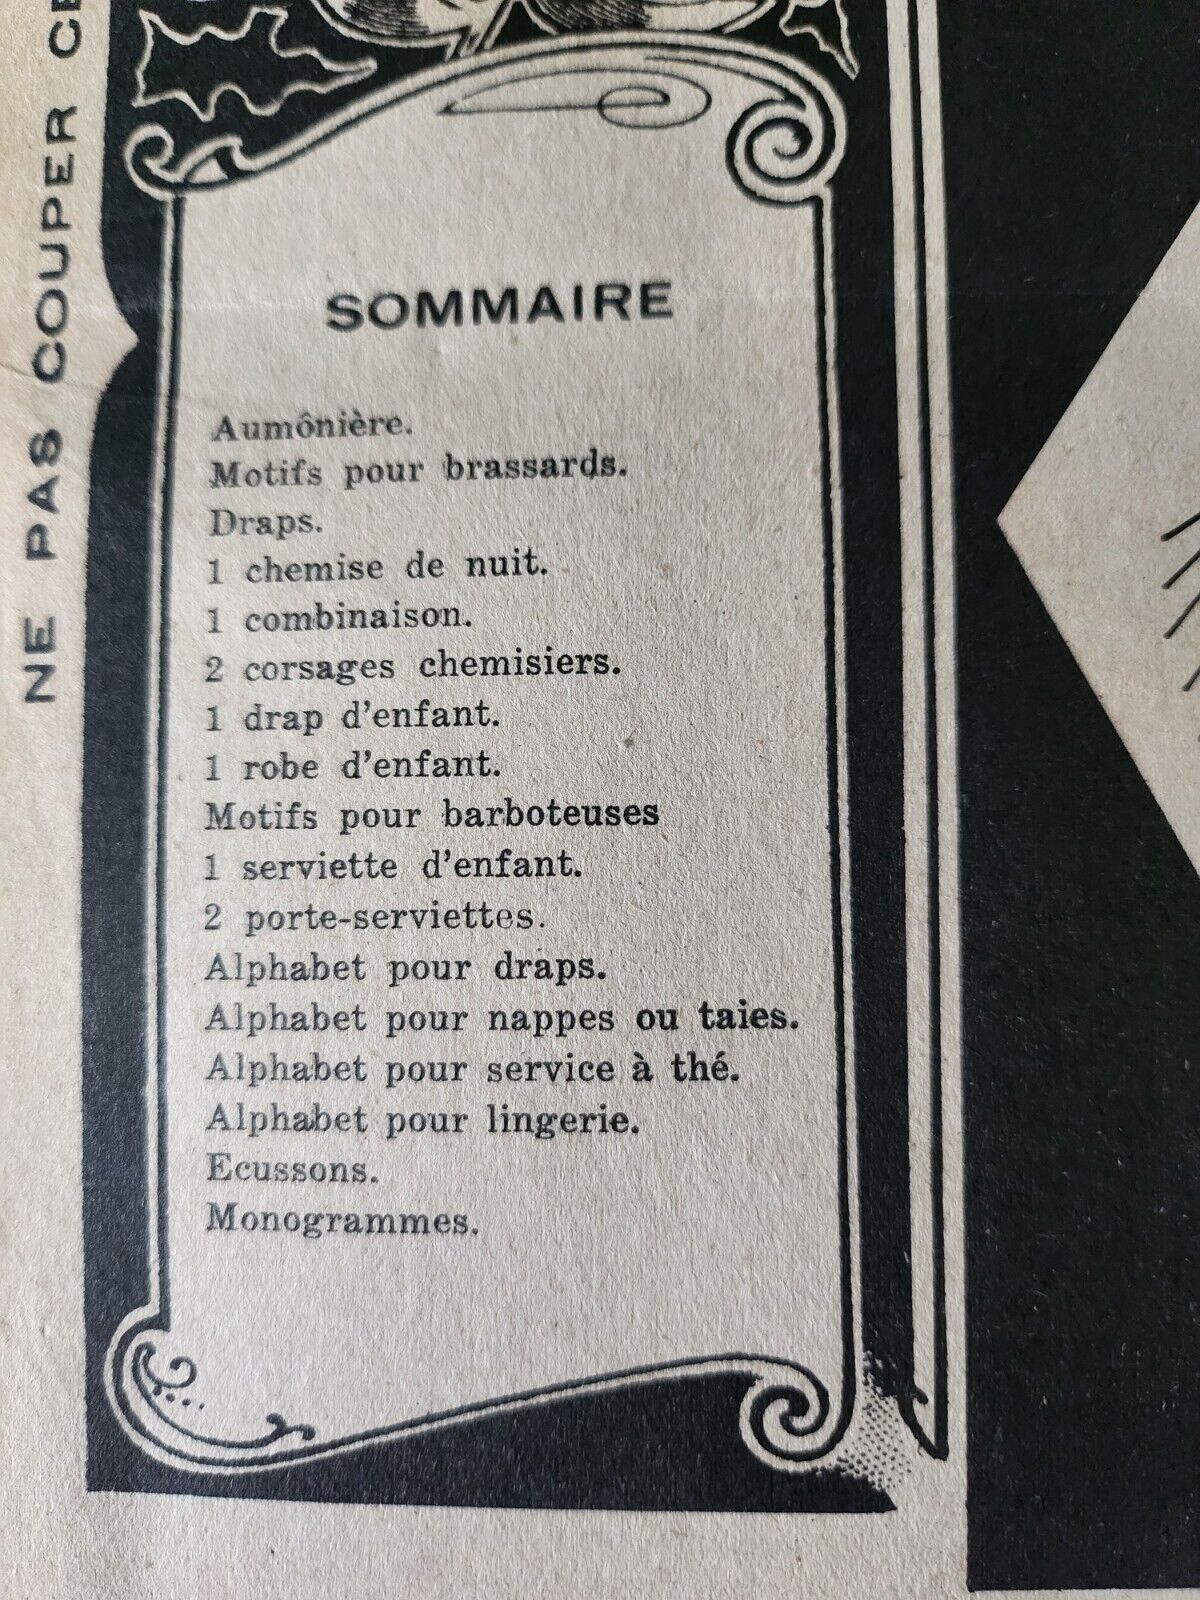 NE PAS COUPER CE
SOMMAIRE
Aumônière.
Motifs pour brassards.
Draps.
1 chemise de nuit.
1 combinaison.
2 corsages chemisiers.
1 drap d'enfant.
1 robe d'enfant.
Motifs pour barboteuses
1 serviette d'enfant.
2 porte-serviettes.
Alphabet pour draps.
Alphabet pour nappes ou taies.
Alphabet pour service à thé.
Alphabet pour lingerie.
Ecussons.
Monogrammes.